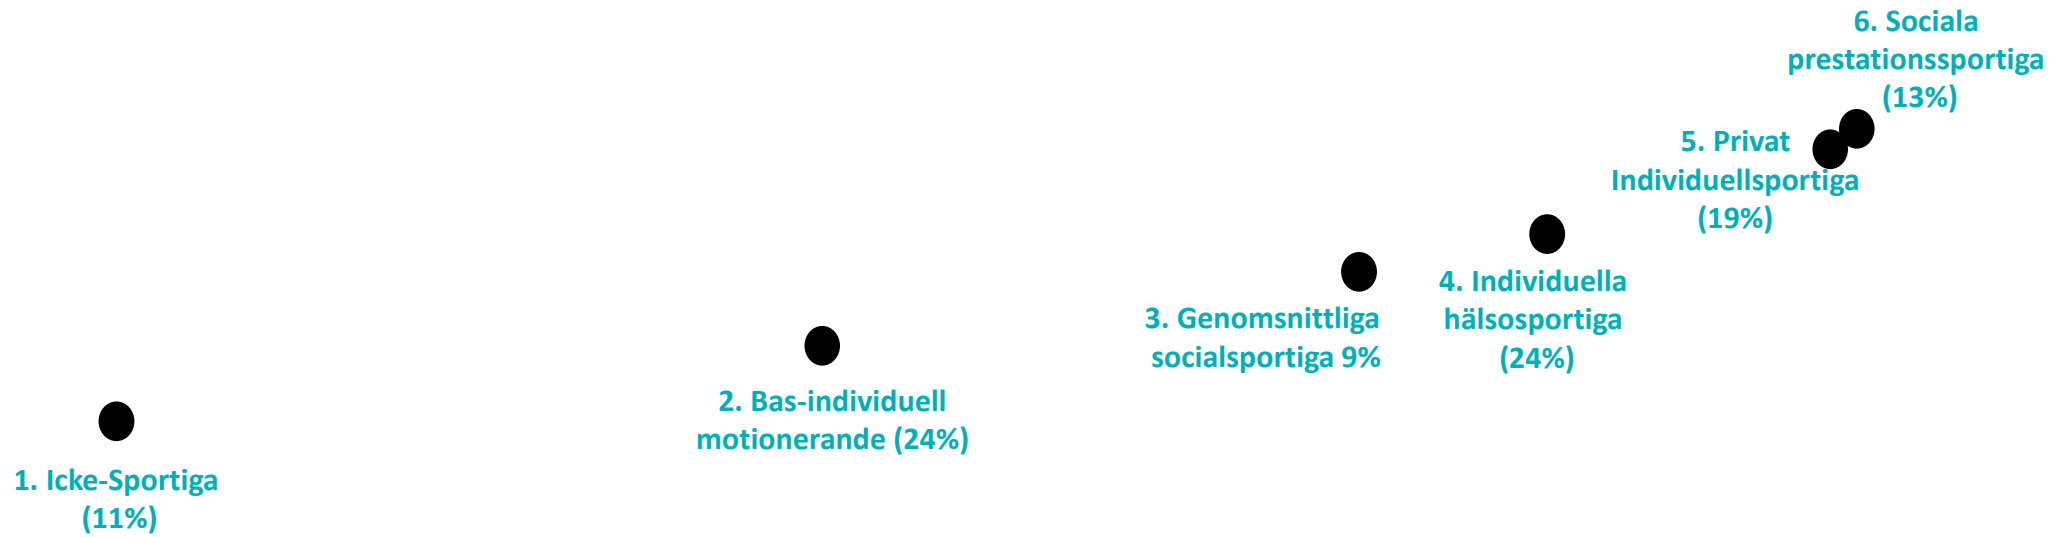 1. Icke-Sportiga
(11%)
2. Bas-individuell
motionerande (24%)
3. Genomsnittliga
socialsportiga 9%
4. Individuella
hälsosportiga
(24%)
5. Privat
Individuellsportiga
(19%)
6. Sociala
prestationssportiga
(13%)